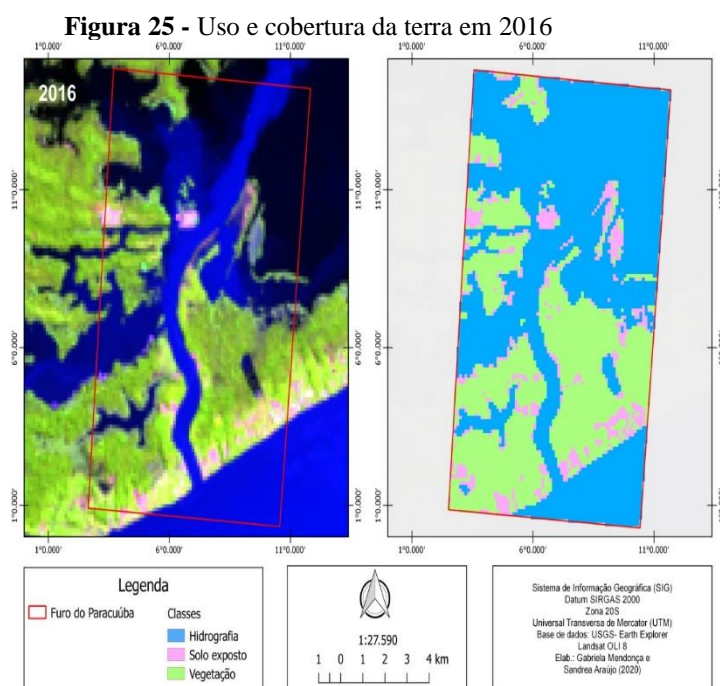 Figura 25 - Uso e cobertura da terra em 2016
1°0.000' 6°0.000' 11°0.000' 1°0.000' 6°0.000' 11°0.000'
2016
11°0.000' 11°0.000'
6°0.000' 6°0.000'
1°0.000' 1°0.000'
1°0.000' 6°0.000' 11°0.000' 1°0.000' 6°0.000' 11°0.000'
Legenda
Furo do Paracuúba
Classes
Hidrografia
Solo exposto
Vegetação
1:27.590
1 0 1 2 3 4 km
Sistema de Informação Geográfica (SIG)
Datum SIRGAS 2000
Zona 20S
Universal Transversa de Mercator (UTM)
Base de dados: USGS- Earth Explorer
Landsat OLI 8
Elab.: Gabriela Mendonça e
Sandrea Araújo (2020)